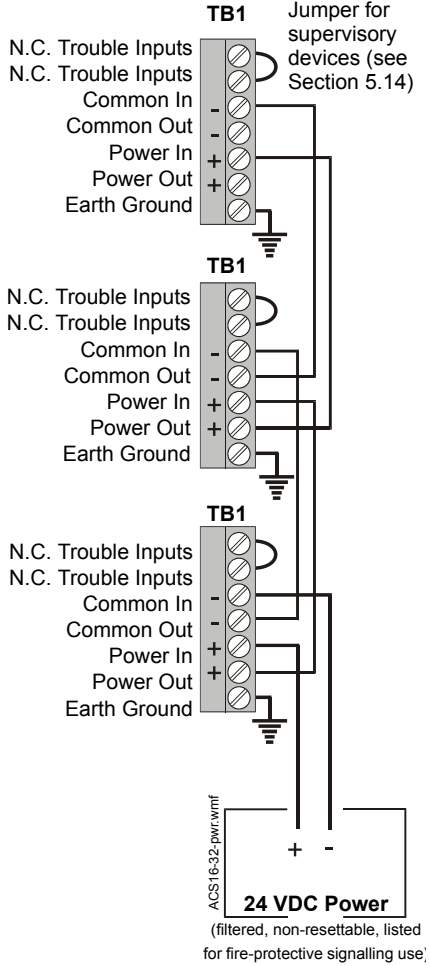 TB1
Jumper for
supervisory
devices (see
Section 5.14)
N.C. Trouble Inputs
N.C. Trouble Inputs
Common In -
Common Out -
Power In +
Power Out +
Earth Ground
TB1
N.C. Trouble Inputs
N.C. Trouble Inputs
Common In -
Common Out -
Power In +
Power Out +
Earth Ground
TB1
N.C. Trouble Inputs
N.C. Trouble Inputs
Common In -
Common Out -
Power In +
Power Out +
Earth Ground
ACS16-32-pwr.wmf
+ -
24 VDC Power
(filtered, non-resettable, listed
for fire-protective signalling use)